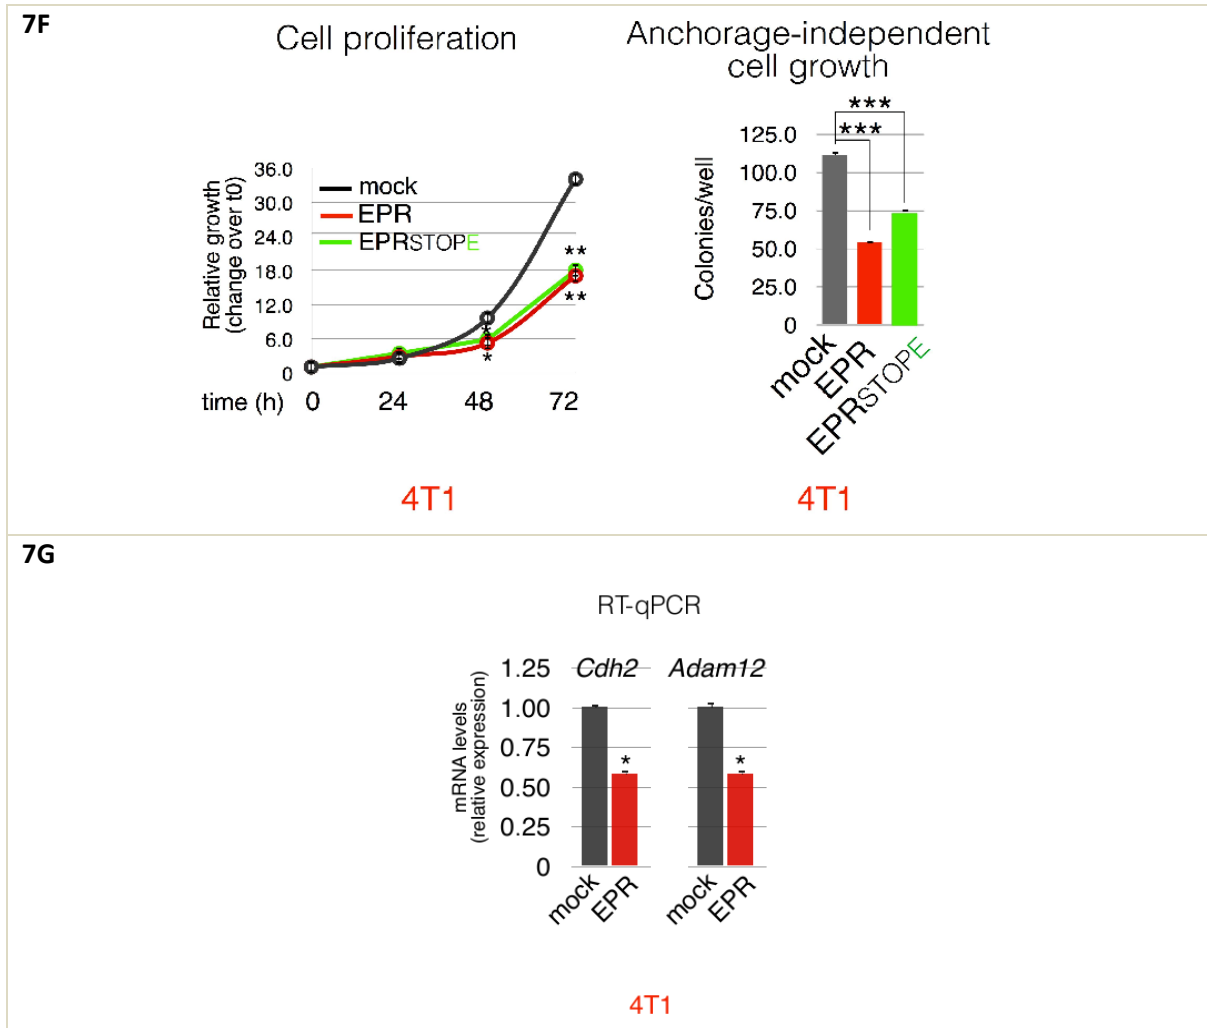 7F
Cell proliferation
Relative growth
(change over t0)
36.0
30.0
24.0
18.0
12.0
6.0
0
mock
EPR
EPRSTOPE
**
**
*
*
time (h) 0 24 48 72
4T1
Anchorage-independent
cell growth
***
***
Colonies/well
125.0
100.0
75.0
50.0
25.0
0
mock
EPR
EPRSTOPE
4T1
7G
RT-qPCR
mRNA levels
(relative expression)
1.25
1.00
0.75
0.50
0.25
0
Cdh2
*
mock
EPR
Adam12
*
mock
EPR
4T1